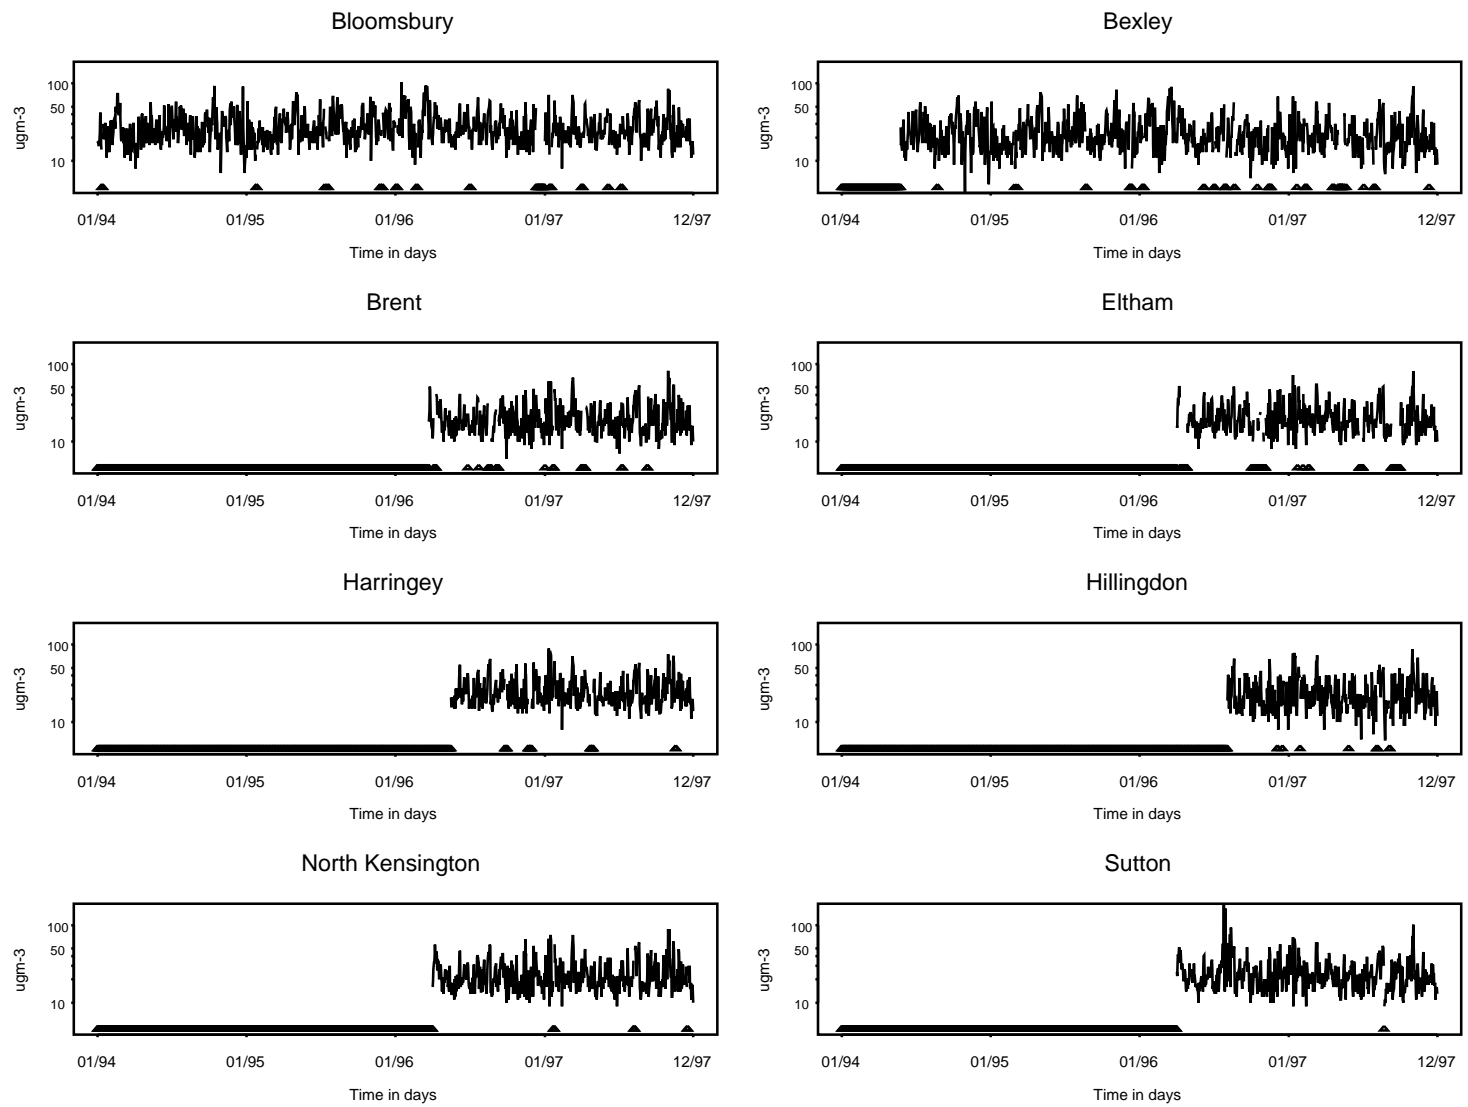 Bloomsbury
Bexley
100
50
10
ugm-3
01/94 01/95 01/96 01/97 12/97
Time in days
100
50
10
ugm-3
01/94 01/95 01/96 01/97 12/97
Time in days
Brent
Eltham
100
50
10
ugm-3
01/94 01/95 01/96 01/97 12/97
Time in days
100
50
10
ugm-3
01/94 01/95 01/96 01/97 12/97
Time in days
Harringey
Hillingdon
100
50
10
ugm-3
01/94 01/95 01/96 01/97 12/97
Time in days
100
50
10
ugm-3
01/94 01/95 01/96 01/97 12/97
Time in days
North Kensington
Sutton
100
50
10
ugm-3
01/94 01/95 01/96 01/97 12/97
Time in days
100
50
10
ugm-3
01/94 01/95 01/96 01/97 12/97
Time in days